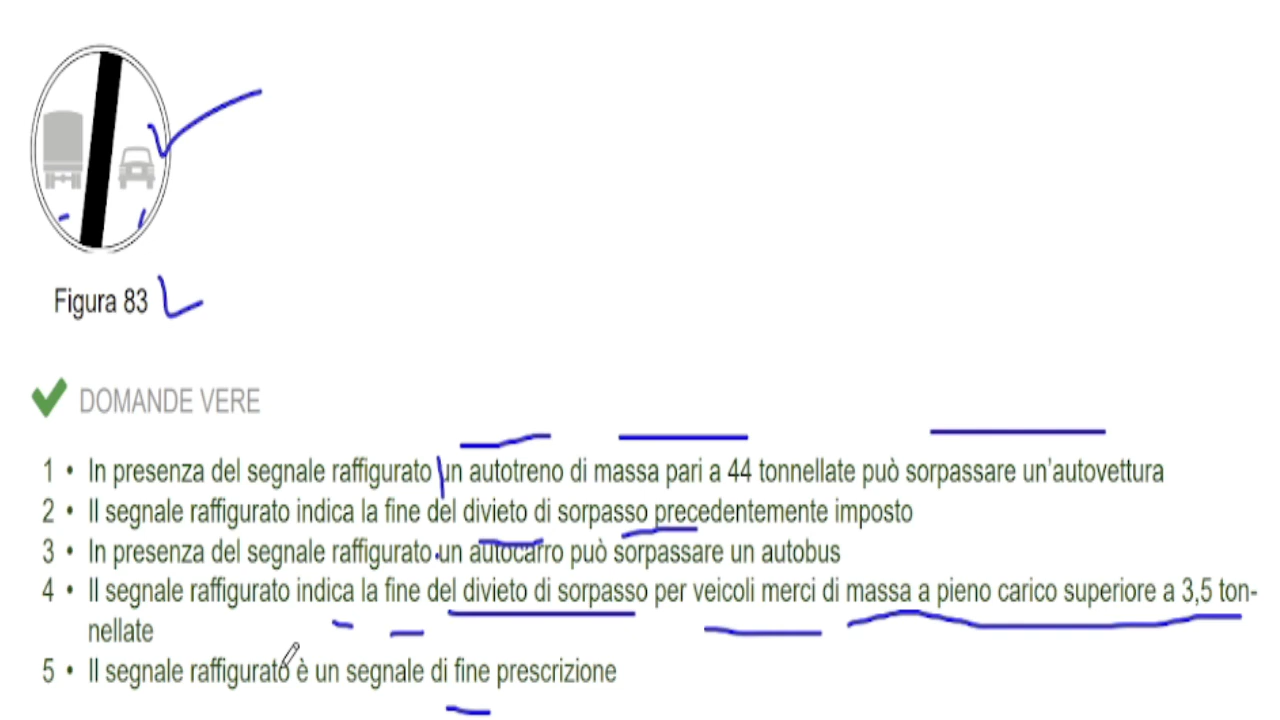 Figura 83
DOMANDE VERE
1 • In presenza del segnale raffigurato un autotreno di massa pari a 44 tonnellate può sorpassare un'autovettura
2 • Il segnale raffigurato indica la fine del divieto di sorpasso precedentemente imposto
3 • In presenza del segnale raffigurato un autocarro può sorpassare un autobus
4 • Il segnale raffigurato indica la fine del divieto di sorpasso per veicoli merci di massa a pieno carico superiore a 3,5 ton-
nellate
5 • Il segnale raffigurato è un segnale di fine prescrizione